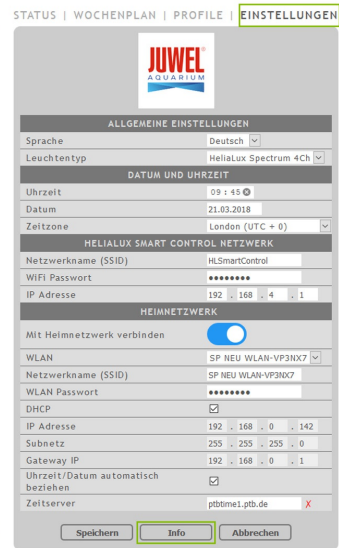 STATUS | WOCHENPLAN | PROFILE | EINSTELLUNGEN
JUWEL®
AQUARIUM
ALLGEMEINE EINSTELLUNGEN
Sprache Deutsch
Leuchtentyp HeliaLux Spectrum 4Ch
DATUM UND UHRZEIT
Uhrzeit 09 : 45
Datum 21.03.2018
Zeitzone London (UTC + 0)
HELIALUX SMART CONTROL NETZWERK
Netzwerkname (SSID) HLSmartControl
WiFi Passwort ●●●●●●●●
IP Adresse 192 . 168 . 4 . 1
HEIMNETZWERK
Mit Heimnetzwerk verbinden
WLAN SP NEU WLAN-VP3NX7
Netzwerkname (SSID) SP NEU WLAN-VP3NX7
WLAN Passwort ●●●●●●●●
DHCP
IP Adresse 192 . 168 . 0 . 142
Subnetz 255 . 255 . 255 . 0
Gateway IP 192 . 168 . 0 . 1
Uhrzeit/Datum automatisch
beziehen
Zeitserver ptbtime1.ptb.de X
Speichern Info Abbrechen